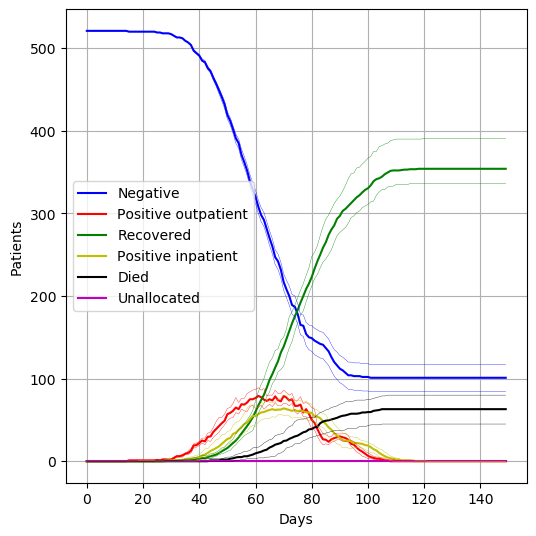 500
400
300
200
100
0
Patients
Negative
Positive outpatient
Recovered
Positive inpatient
Died
Unallocated
0 20 40 60 80 100 120 140
Days